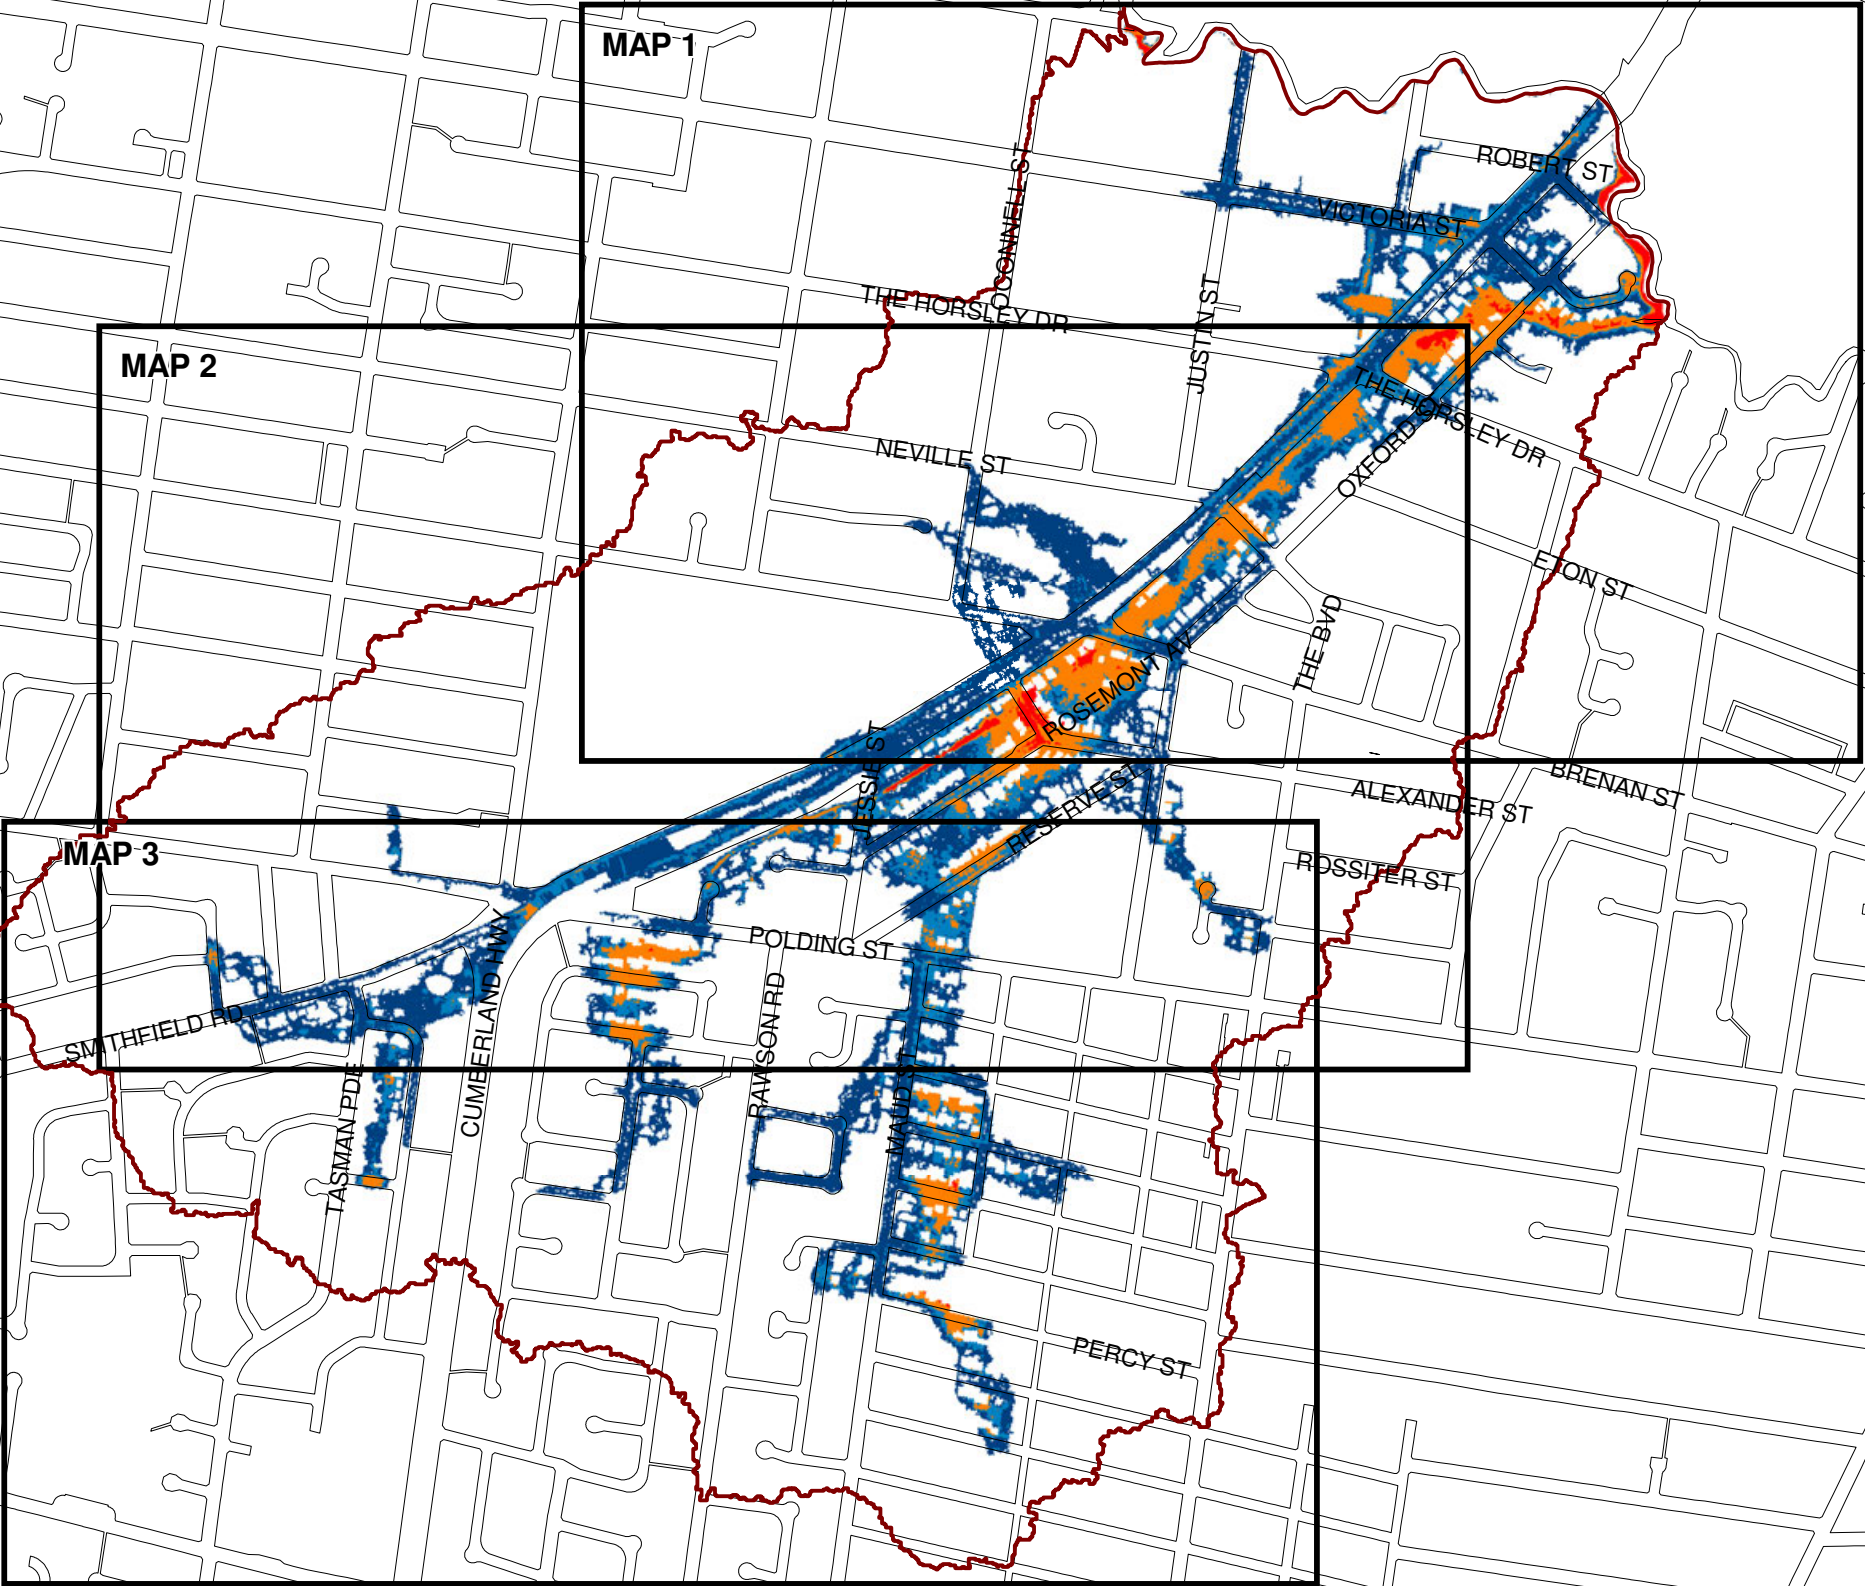 MAP 1
ROBERT ST
VICTORIA ST
OCONNELL ST
THE HORSLEY DR
JUSTIN ST
MAP 2
THE HORSLEY DR
NEVILLE ST
OXFORD
ETON ST
THE BVD
ROSEMONT AV
JESSIE ST
BRENAN ST
ALEXANDER ST
RESERVE ST
MAP 3
ROSSITER ST
POLDING ST
CUMBERLAND HWY
SMITHFIELD RD
RAWSON RD
MAUD ST
TASMAN PDE
PERCY ST